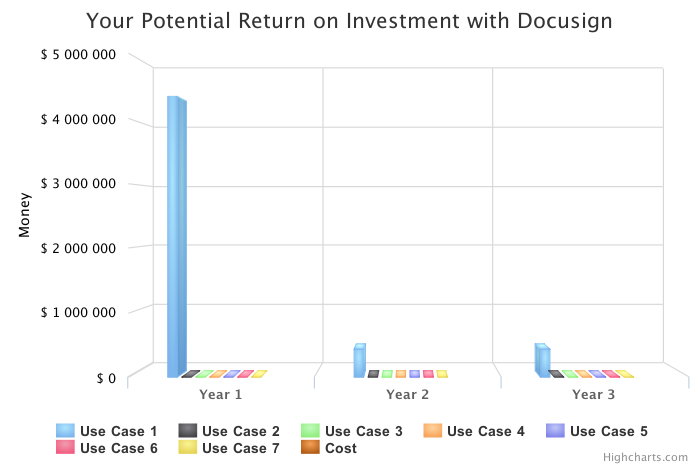 Your Potential Return on Investment with Docusign
$ 5 000 000
$ 4 000 000
$ 3 000 000
$ 2 000 000
$ 1 000 000
$ 0
Money
Year 1 Year 2 Year 3
Use Case 1 Use Case 2 Use Case 3 Use Case 4 Use Case 5
Use Case 6 Use Case 7 Cost
Highcharts.com